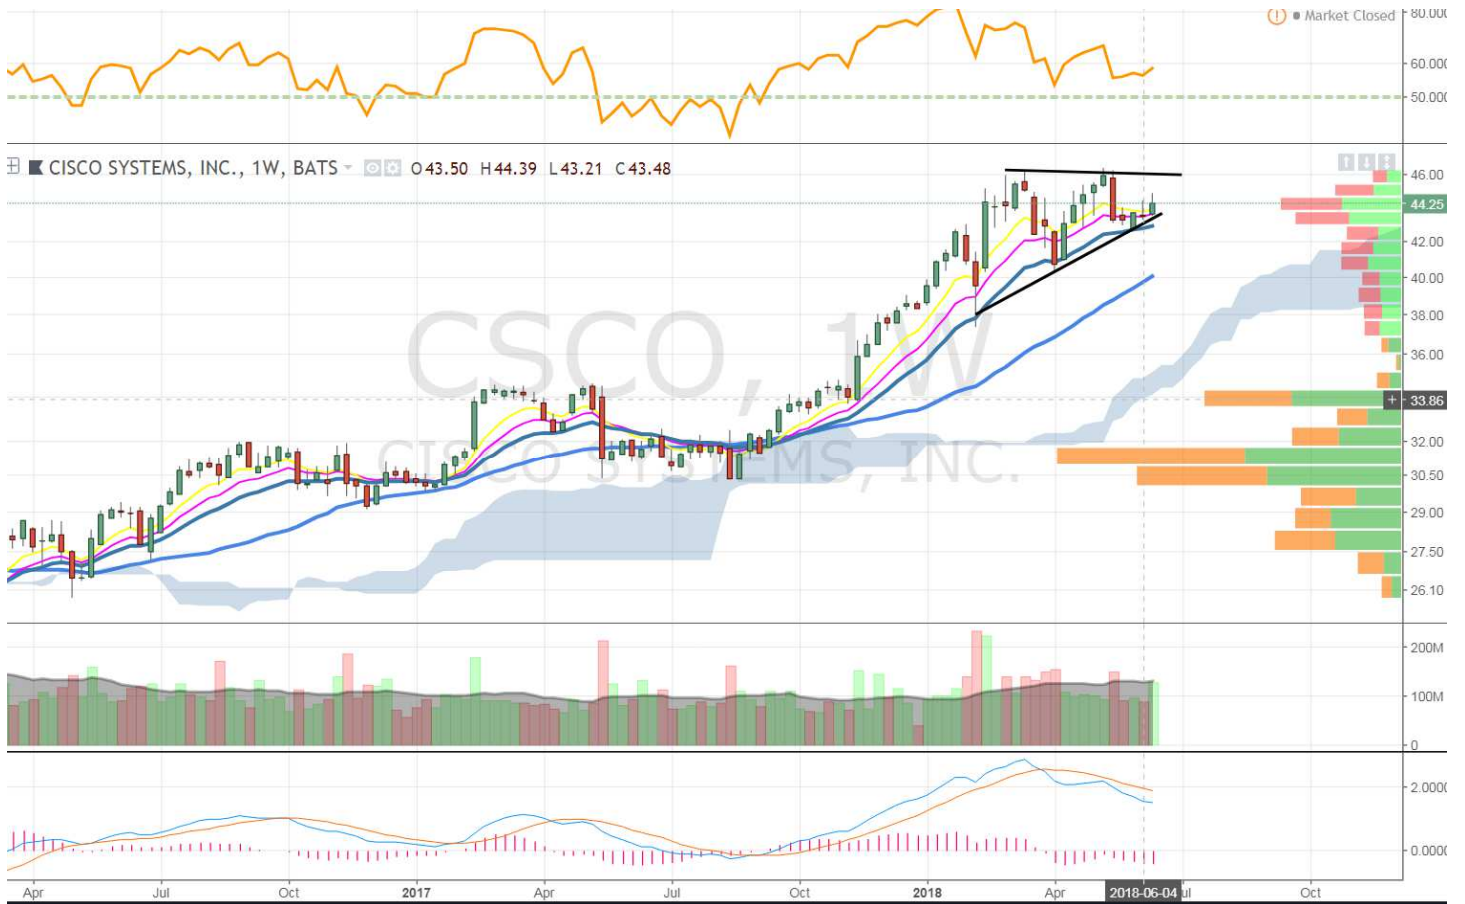 Market Closed
80.000
60.000
50.000
CISCO SYSTEMS, INC., 1W, BATS O 43.50 H 44.39 L 43.21 C 43.48
46.00
44.25
42.00
40.00
38.00
36.00
33.86
32.00
30.50
29.00
27.50
26.10
CSCO, 1W
CISCO SYSTEMS, INC.
200M
100M
0
2.0000
0.0000
Apr Jul Oct 2017 Apr Jul Oct 2018 Apr 2018-06-04 ul Oct